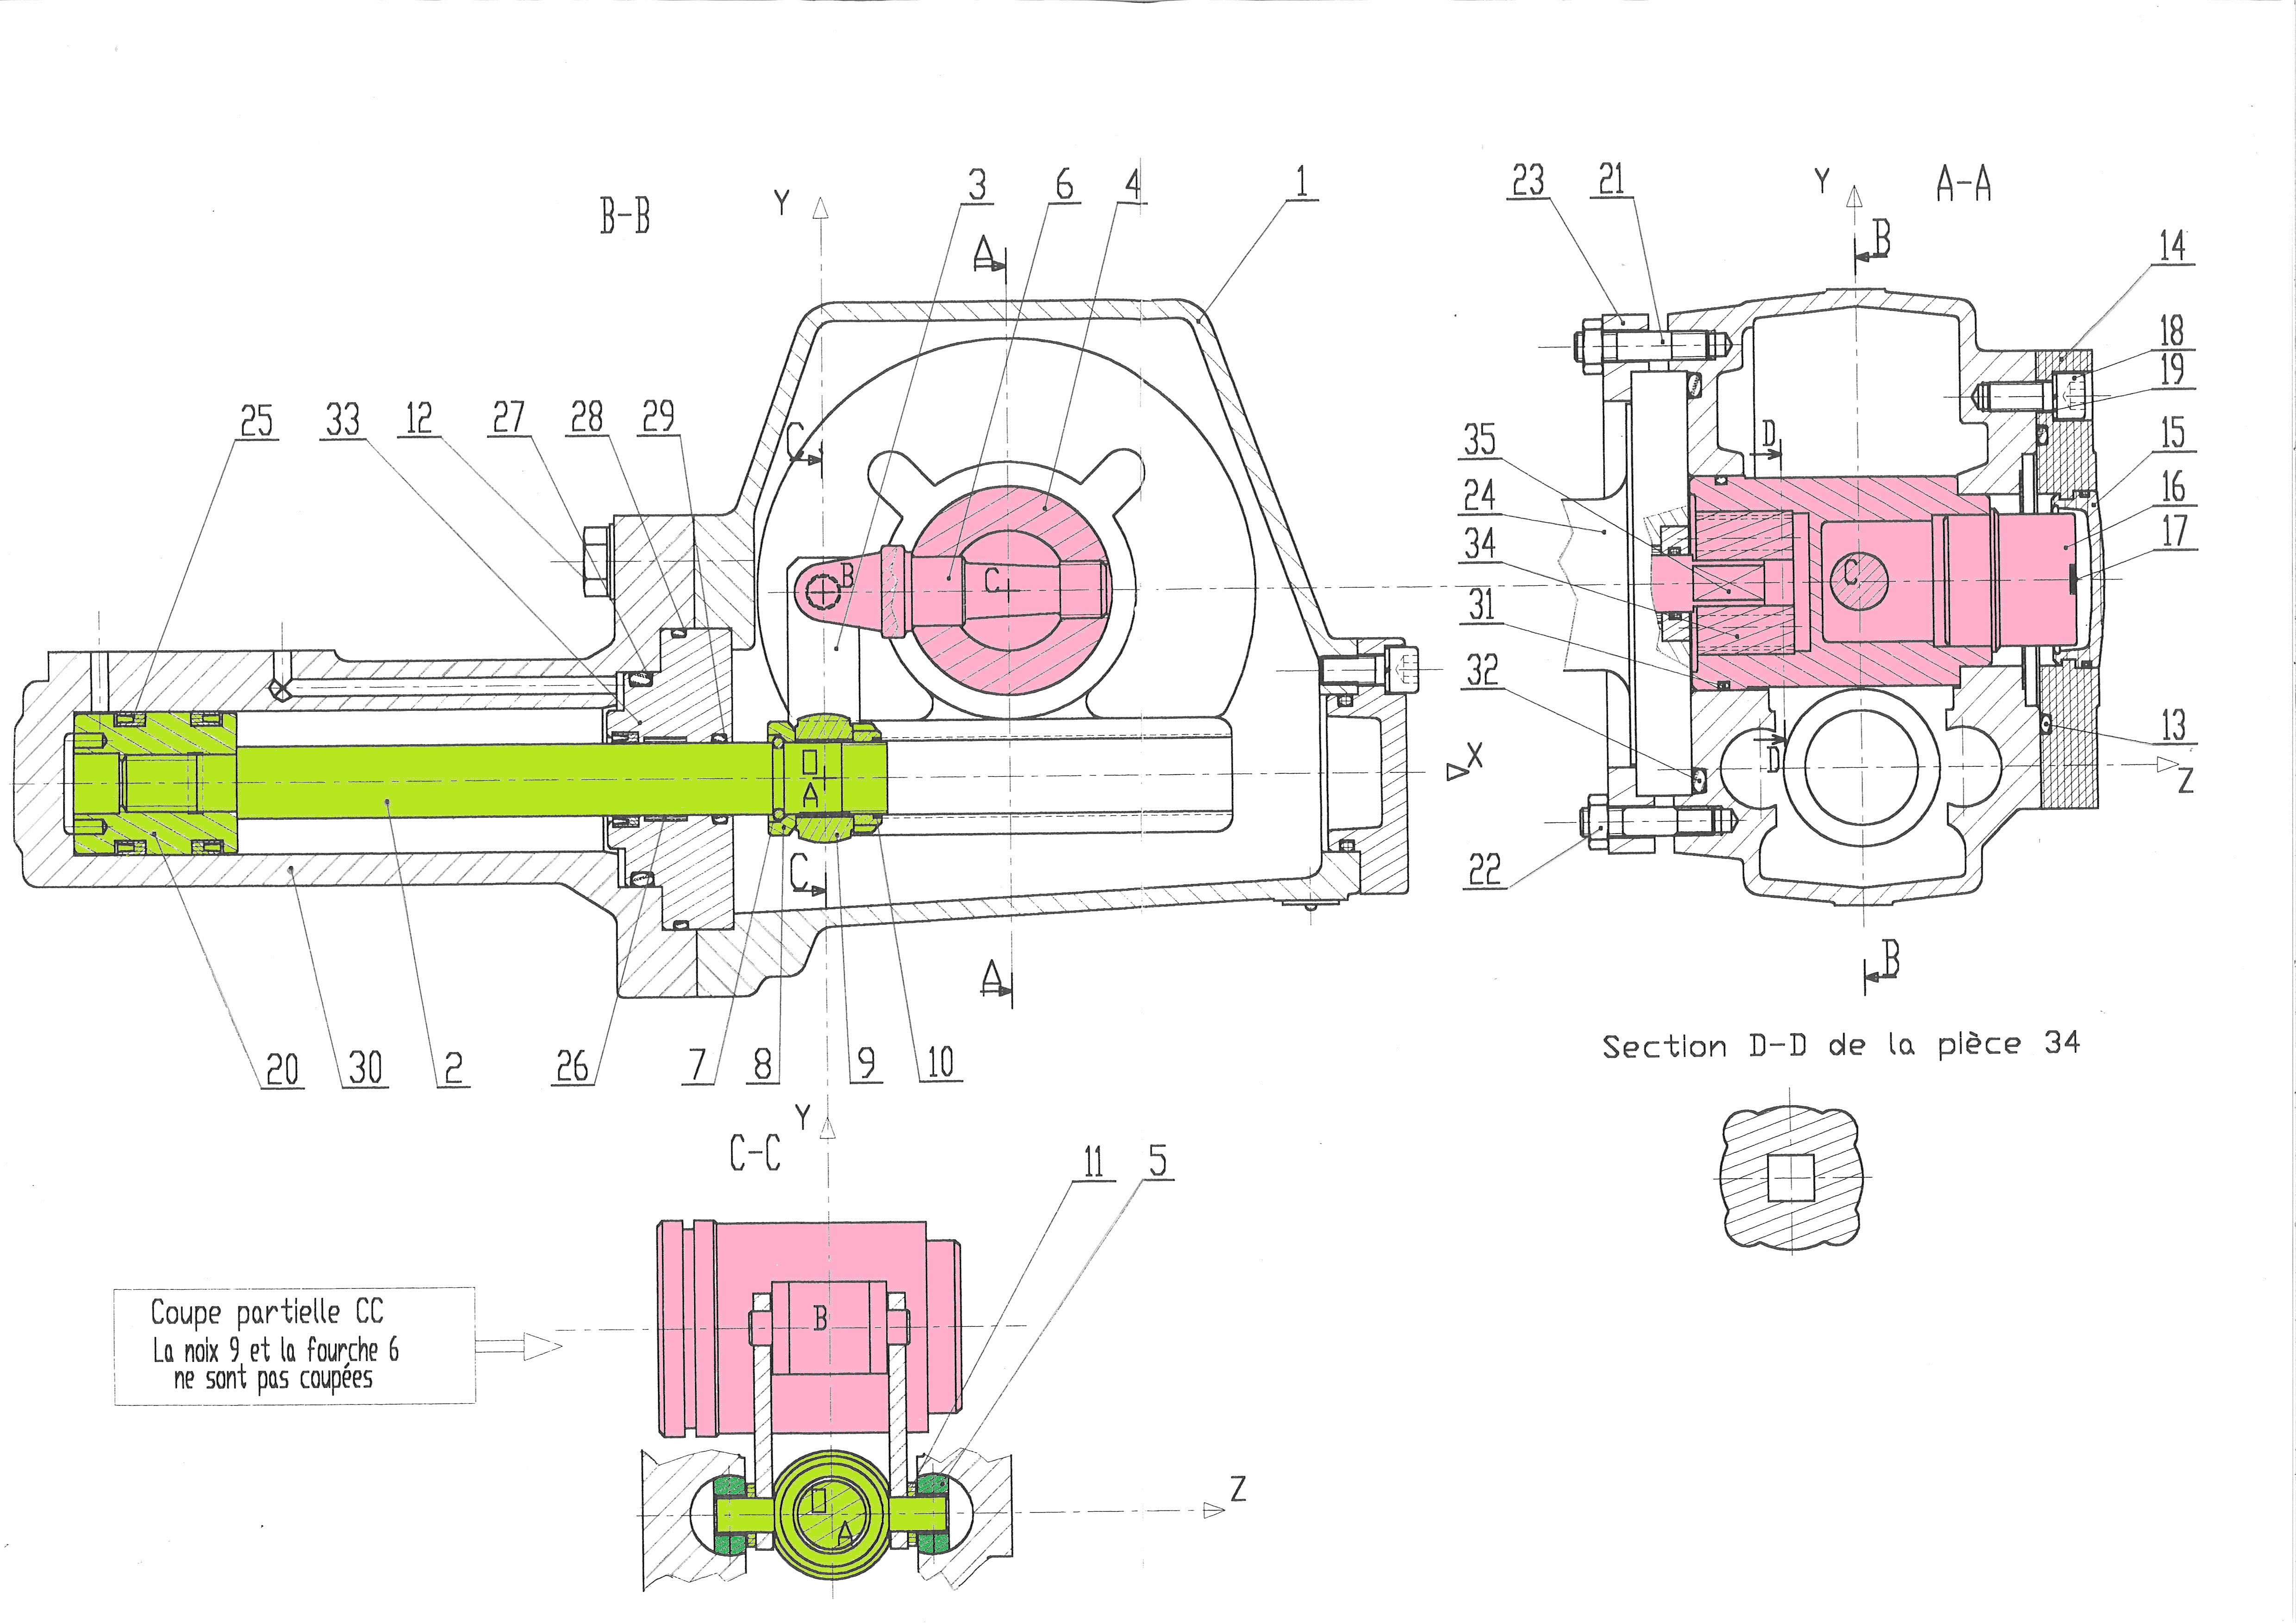 3
6
4
1
23
21
Y
A-A
B-B
Y
B
14
A
18
19
25
33
12
27
28
29
C
35
D
15
24
16
34
17
B
C
C
31
32
13
X
D
Z
O
A
C
22
B
A
20
30
2
26
7
8
9
10
Section D-D de la pièce 34
Y
C-C
11
5
Coupe partielle CC
La noix 9 et la fourche 6
ne sont pas coupées
B
Z
O
A